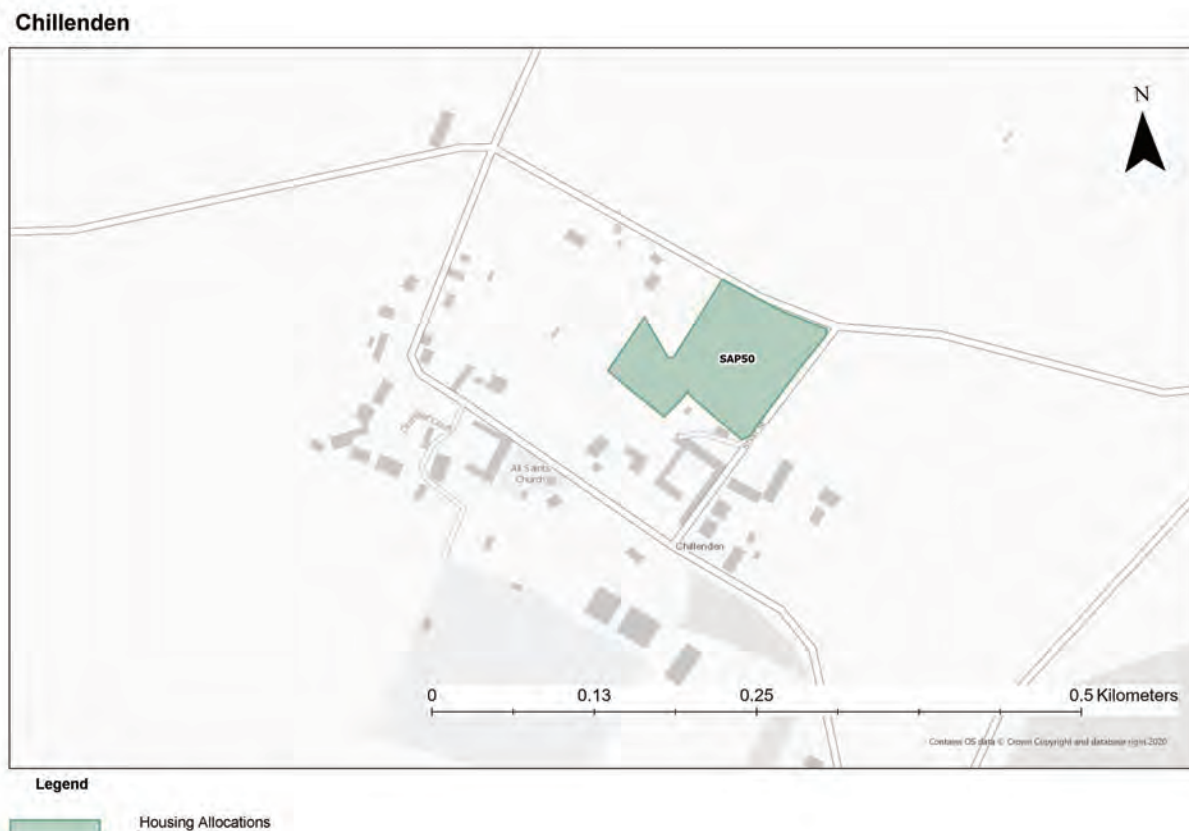 Chillenden
N
SAP50
All Saints
Church
Chillenden
0 0.13 0.25 0.5 Kilometers
Contains OS data © Crown Copyright and database right 2020
Legend
Housing Allocations